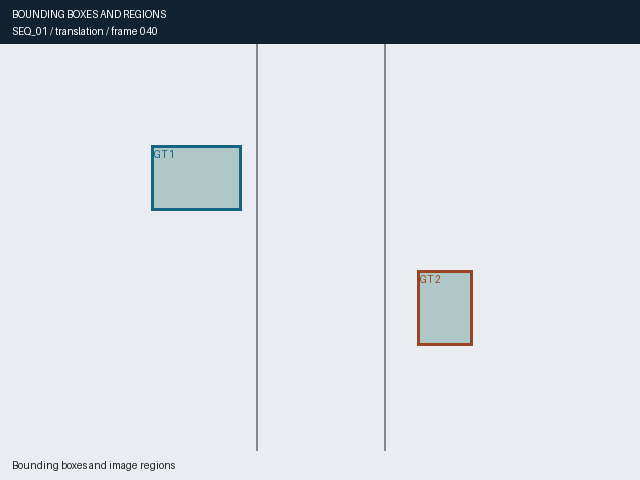 BOUNDING BOXES AND REGIONS
SEQ_01 / translation / frame 040
GT1
GT2
Bounding boxes and image regions